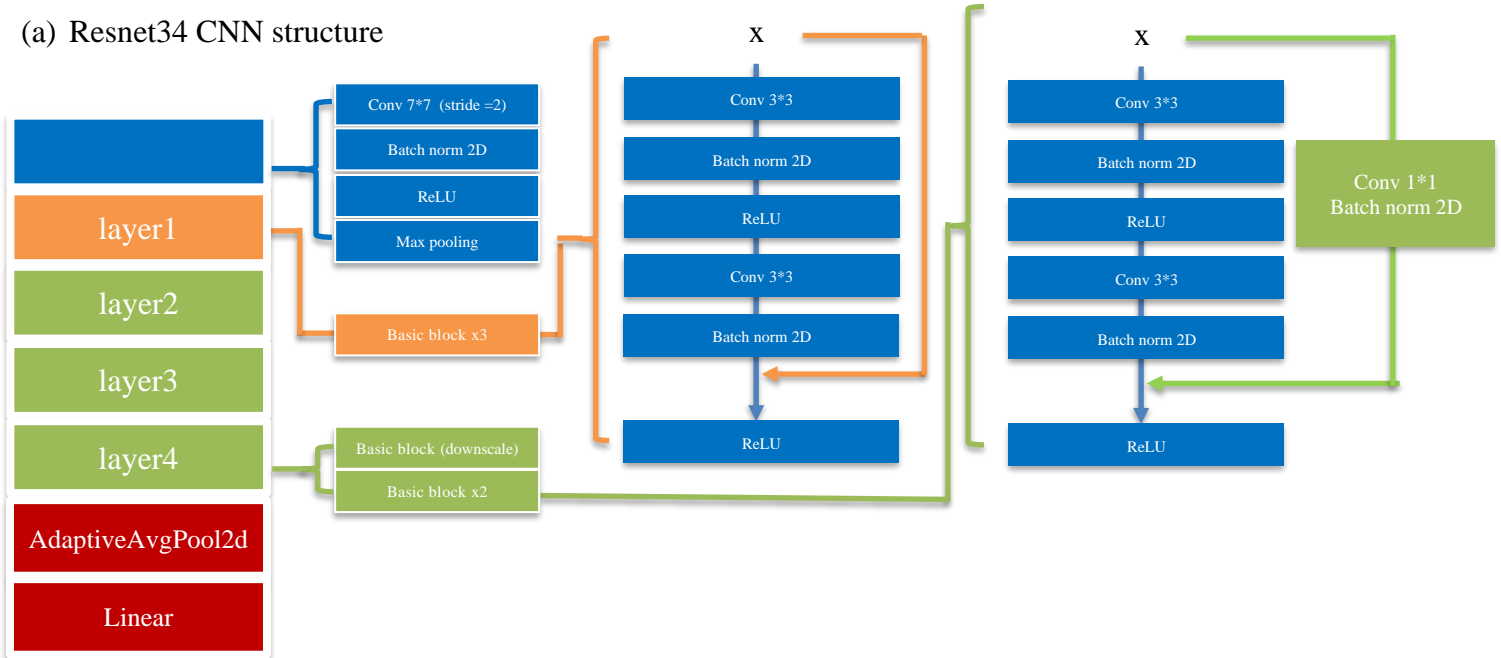 (a) Resnet34 CNN structure
layer1
layer2
layer3
layer4
AdaptiveAvgPool2d
Linear
Conv 7*7 (stride =2)
Batch norm 2D
ReLU
Max pooling
Basic block x3
Basic block (downscale)
Basic block x2
x
Conv 3*3
Batch norm 2D
ReLU
Conv 3*3
Batch norm 2D
ReLU
x
Conv 3*3
Batch norm 2D
ReLU
Conv 3*3
Batch norm 2D
ReLU
Conv 1*1
Batch norm 2D